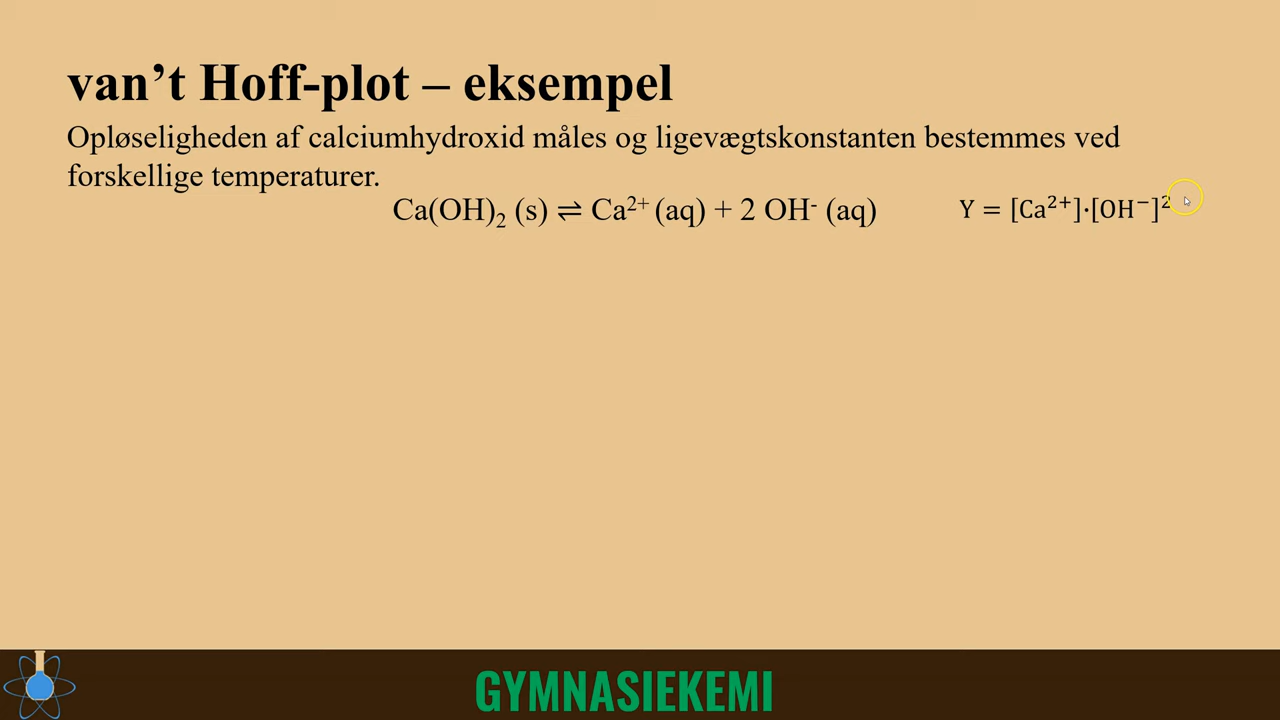 van’t Hoff-plot – eksempel
Opløseligheden af calciumhydroxid måles og ligevægtskonstanten bestemmes ved
forskellige temperaturer.
Ca(OH)₂ (s) ⇌ Ca²⁺ (aq) + 2 OH⁻ (aq) Y = [Ca²⁺]·[OH⁻]²
GYMNASIEKEMI